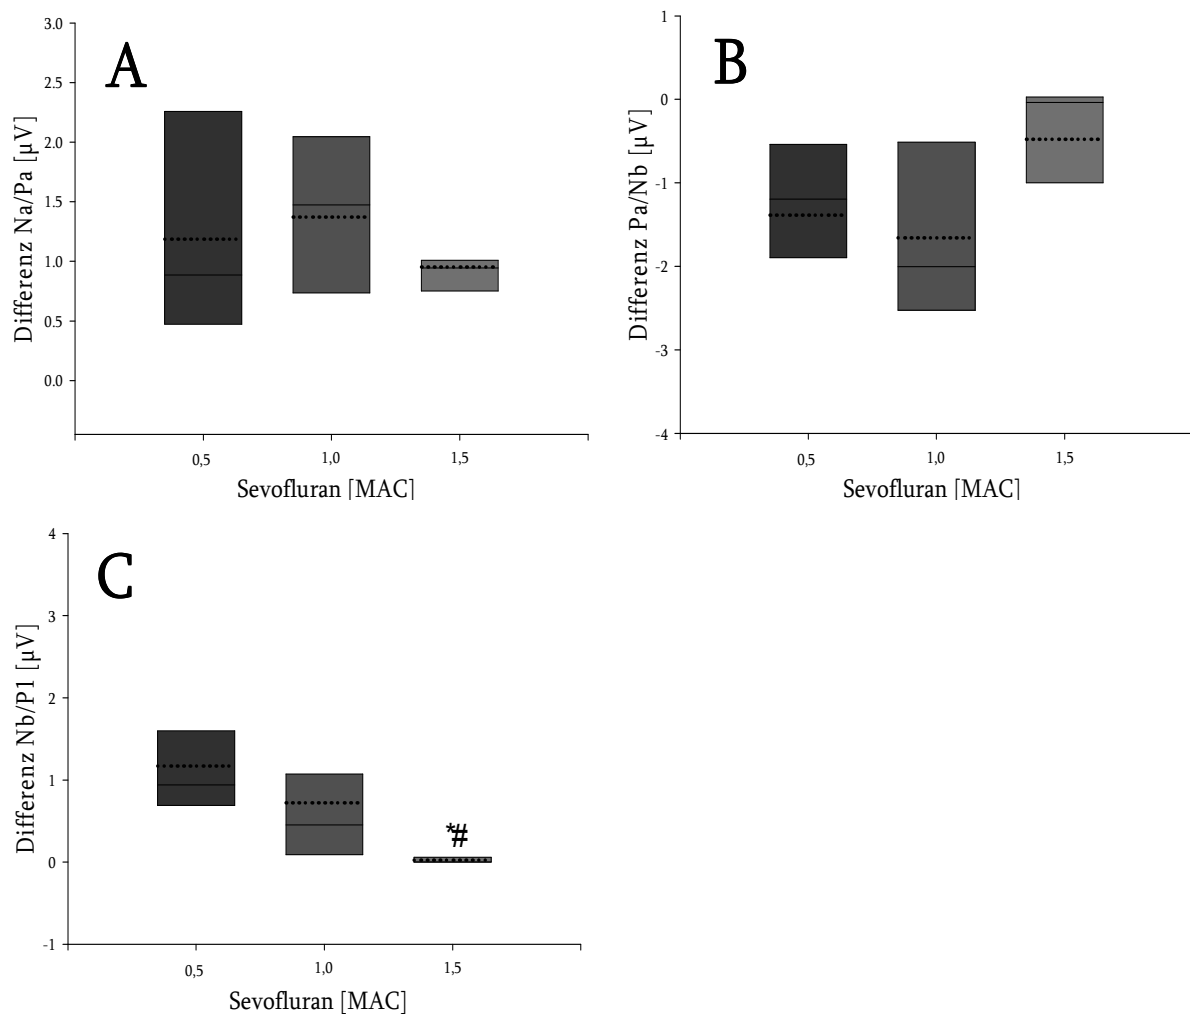 A
Differenz Na/Pa [µV]
3.0
2.5
2.0
1.5
1.0
0.5
0.0
0,5 1,0 1,5
Sevofluran [MAC]
B
Differenz Pa/Nb [µV]
1
0
-1
-2
-3
-4
0,5 1,0 1,5
Sevofluran [MAC]
C
Differenz Nb/P1 [µV]
4
3
2
1
0
-1
*#
0,5 1,0 1,5
Sevofluran [MAC]